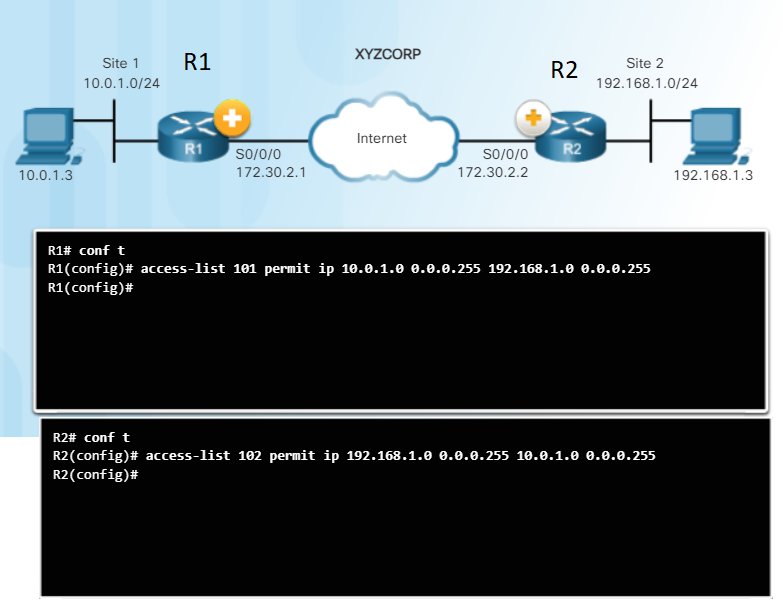 XYZCORP
Site 1
R1
10.0.1.0/24
R2
Site 2
192.168.1.0/24
R1
Internet
R2
S0/0/0
172.30.2.1
S0/0/0
172.30.2.2
10.0.1.3
192.168.1.3
R1# conf t
R1(config)# access-list 101 permit ip 10.0.1.0 0.0.0.255 192.168.1.0 0.0.0.255
R1(config)#
R2# conf t
R2(config)# access-list 102 permit ip 192.168.1.0 0.0.0.255 10.0.1.0 0.0.0.255
R2(config)#